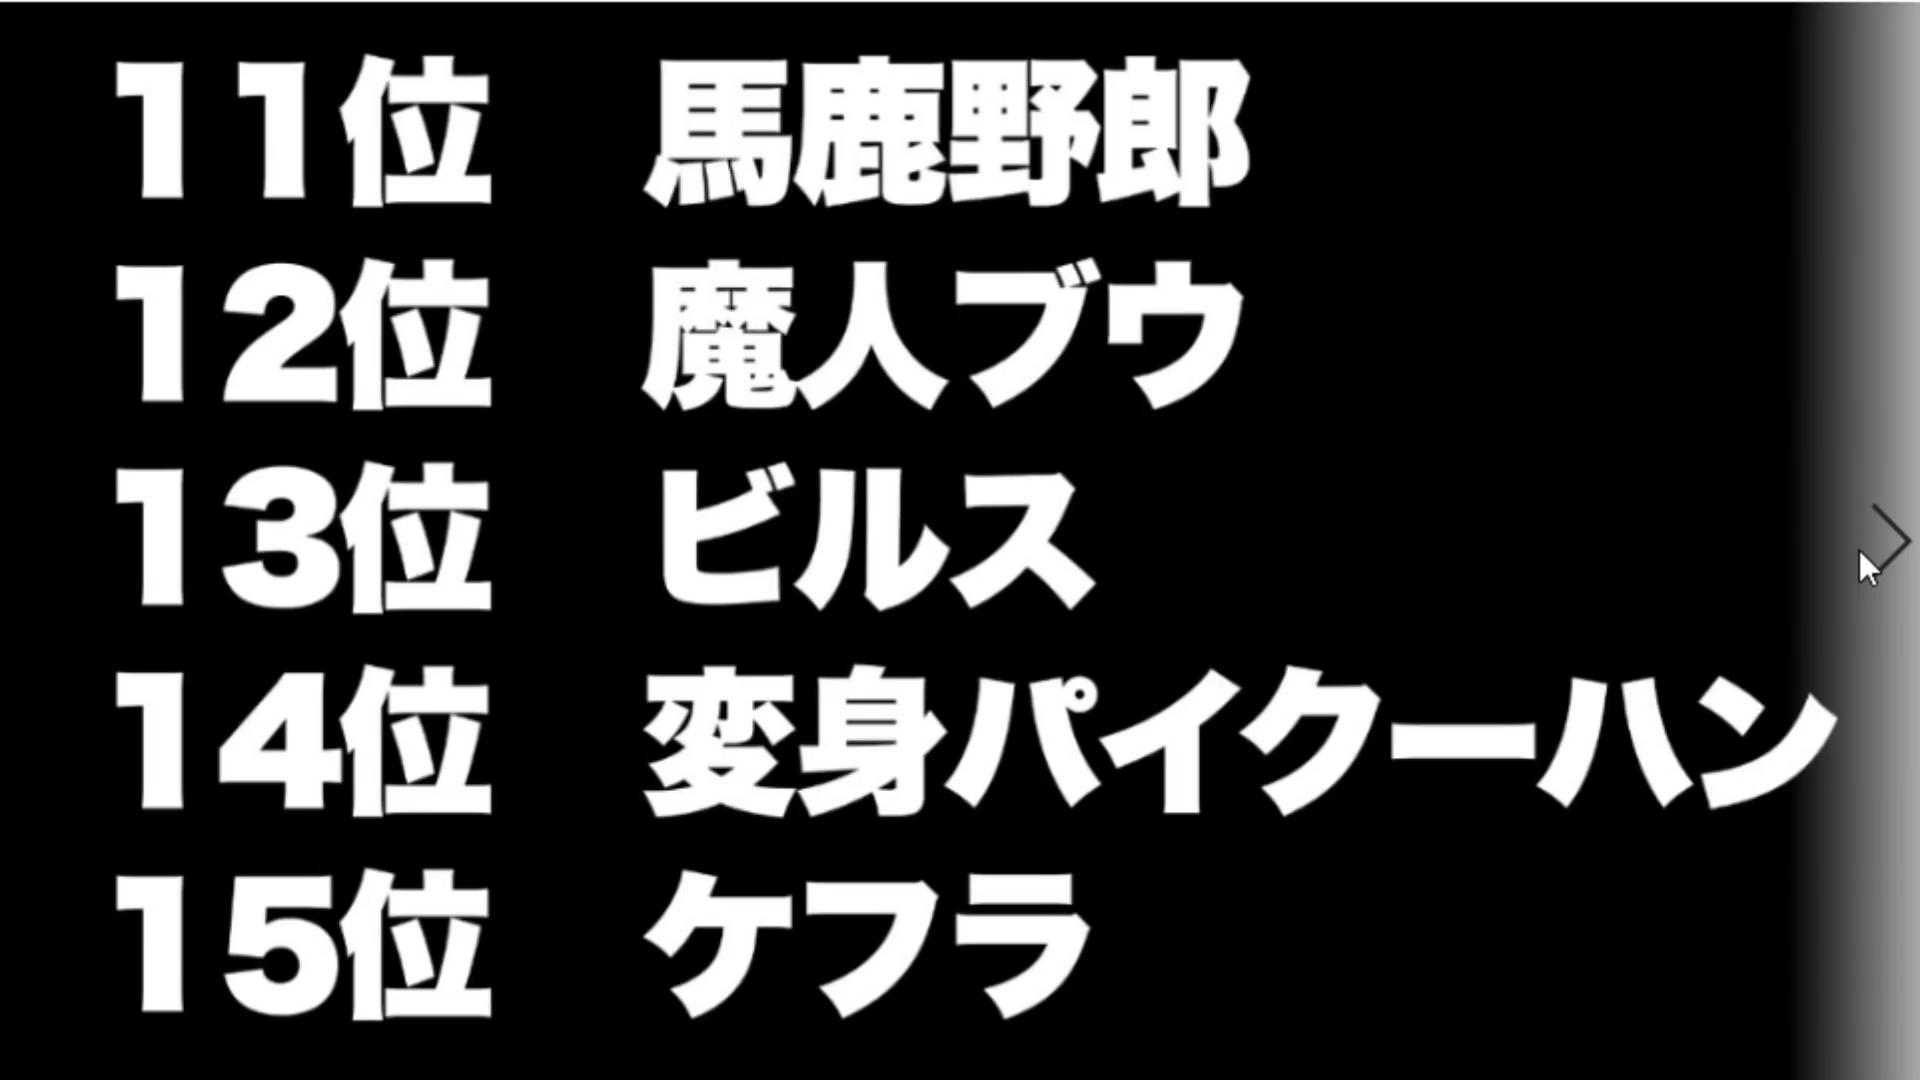 11位 馬鹿野郎
12位 魔人ブウ
13位 ビルス
14位 変身パイクーハン
15位 ケフラ